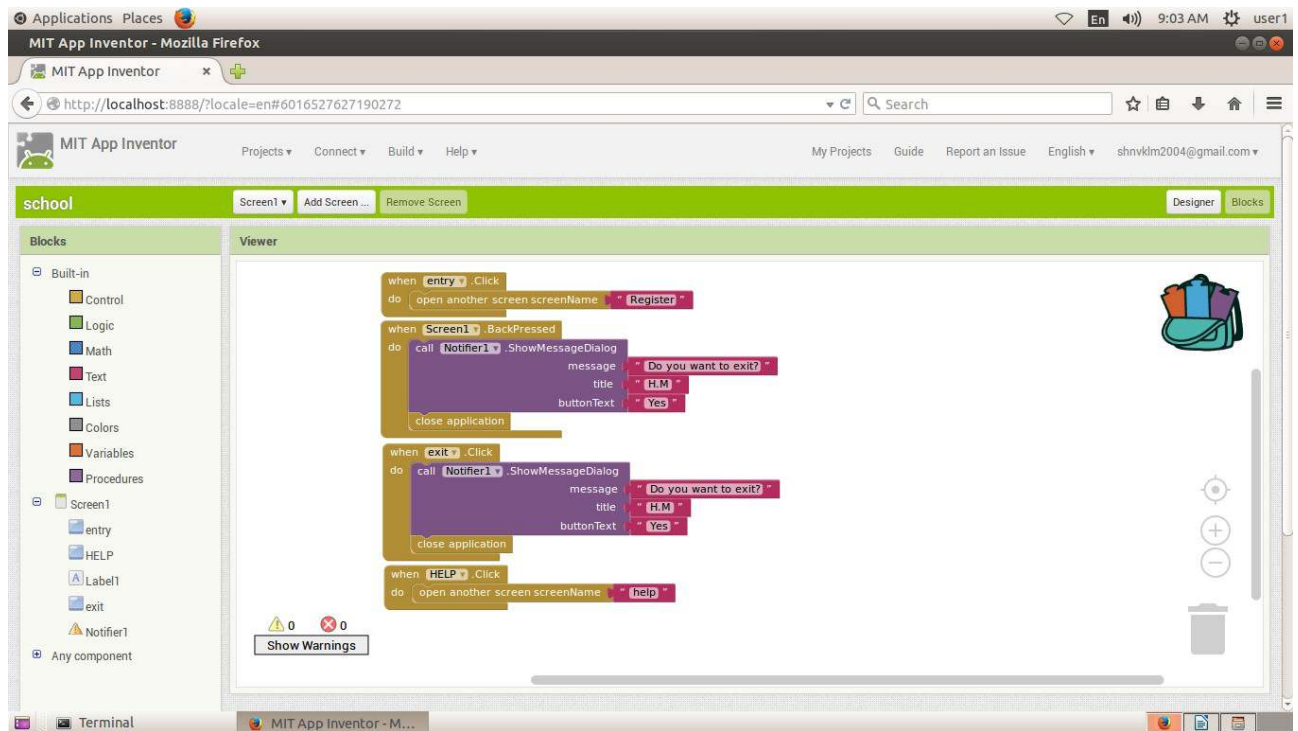 Applications Places En 9:03 AM user1
MIT App Inventor - Mozilla Firefox
MIT App Inventor
http://localhost:8888/?locale=en#6016527627190272 Search
MIT App Inventor Projects Connect Build Help My Projects Guide Report an Issue English shnvklm2004@gmail.com
school Screen1 Add Screen ... Remove Screen Designer Blocks
Blocks
Built-in
Control
Logic
Math
Text
Lists
Colors
Variables
Procedures
Screen1
entry
HELP
Label1
exit
Notifier1
Any component
Viewer
when entry .Click
do open another screen screenName " Register "
when Screen1 .BackPressed
do call Notifier1 .ShowMessageDialog
message " Do you want to exit? "
title " H.M "
buttonText " Yes "
close application
when exit .Click
do call Notifier1 .ShowMessageDialog
message " Do you want to exit? "
title " H.M "
buttonText " Yes "
close application
when HELP .Click
do open another screen screenName " help "
0 0
Show Warnings
Terminal MIT App Inventor - M...